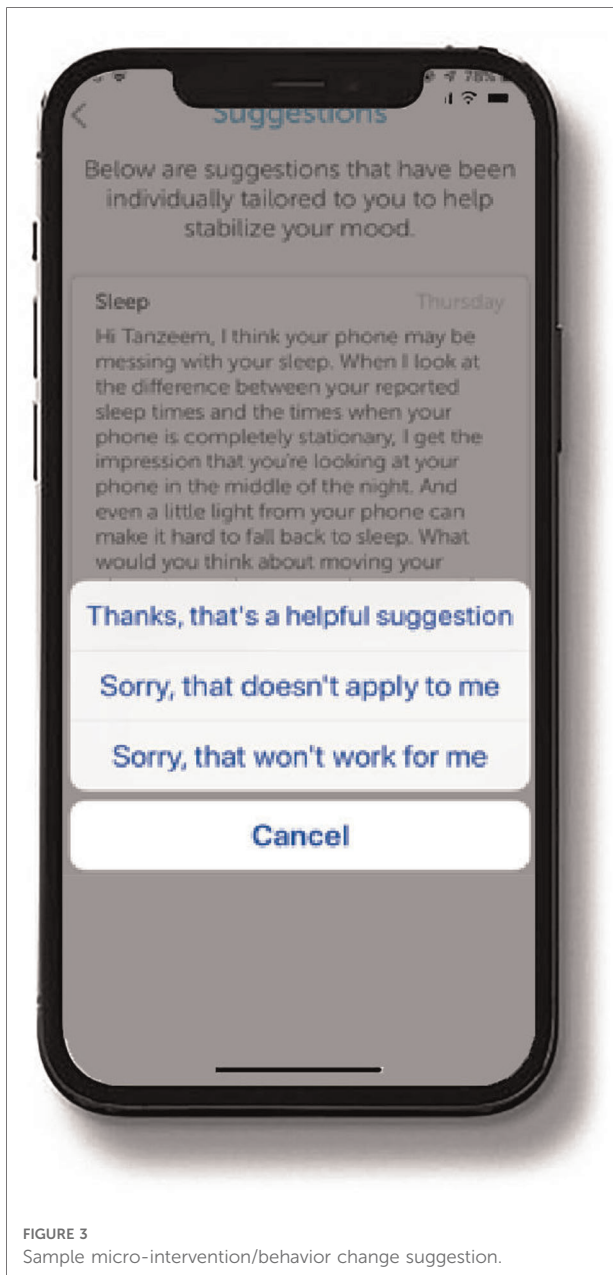 78%
Suggestions
Below are suggestions that have been
individually tailored to you to help
stabilize your mood.
Sleep Thursday
Hi Tanzeem, I think your phone may be
messing with your sleep. When I look at
the difference between your reported
sleep times and the times when your
phone is completely stationary, I get the
impression that you're looking at your
phone in the middle of the night. And
even a little light from your phone can
make it hard to fall back to sleep. What
would you think about moving your
Thanks, that's a helpful suggestion
Sorry, that doesn't apply to me
Sorry, that won't work for me
Cancel
FIGURE 3
Sample micro-intervention/behavior change suggestion.